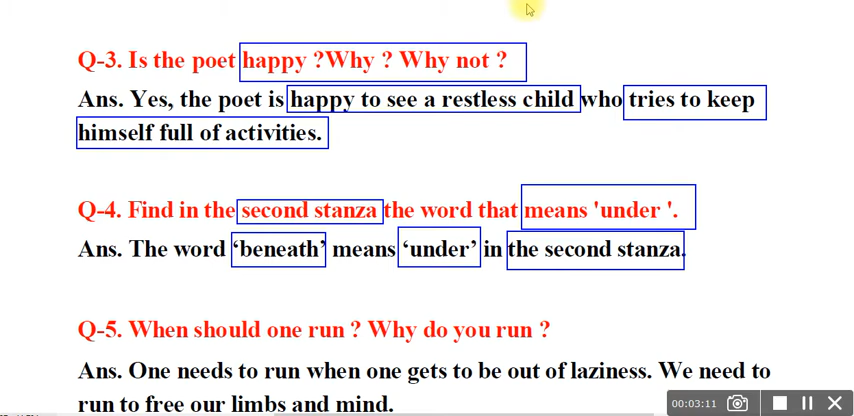 Q-3. Is the poet happy ?Why ? Why not ?
Ans. Yes, the poet is happy to see a restless child who tries to keep
himself full of activities.
Q-4. Find in the second stanza the word that means 'under '.
Ans. The word ‘beneath’ means ‘under’ in the second stanza.
Q-5. When should one run ? Why do you run ?
Ans. One needs to run when one gets to be out of laziness. We need to
run to free our limbs and mind.
00:03:11